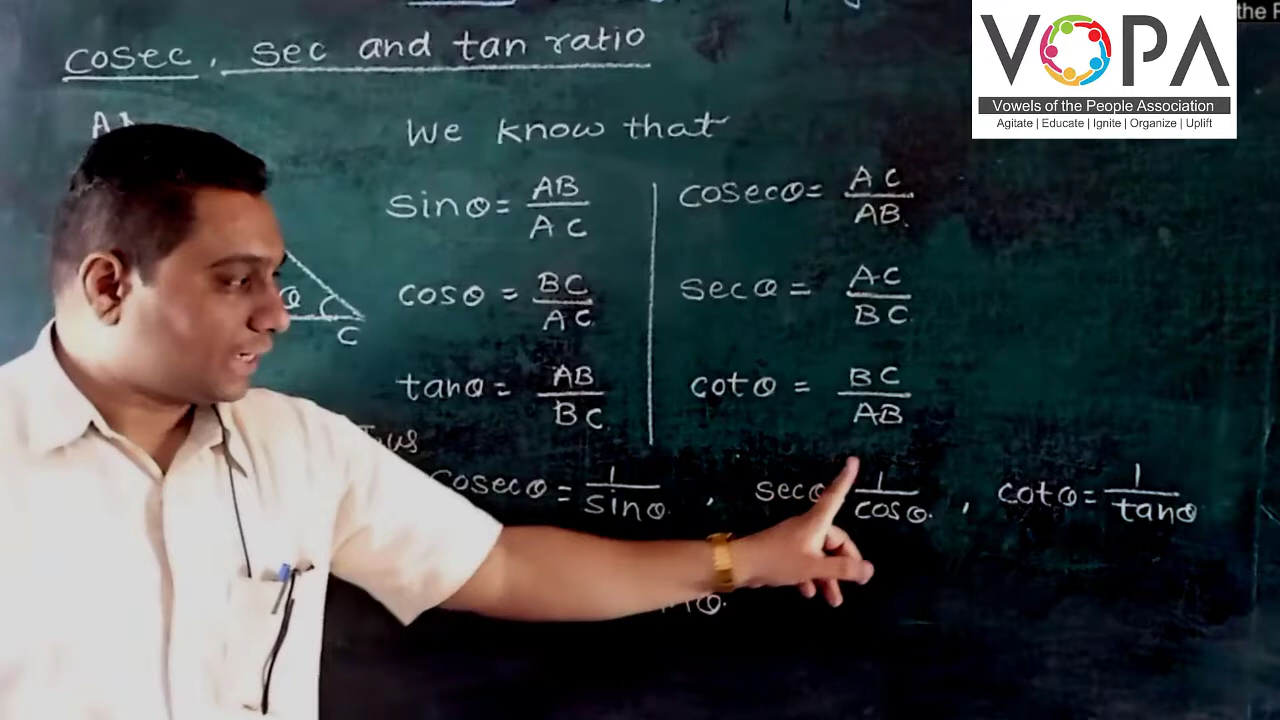 the
VOPA
Vowels of the People Association
Agitate | Educate | Ignite | Organize | Uplift
cosec, sec and tan ratio
A
We know that
sinθ = AB/AC
cosecθ = AC/AB.
cosθ = BC/AC.
secθ = AC/BC.
θ
C
tanθ = AB/BC.
cotθ = BC/AB
cosecθ = 1/sinθ. , secθ 1/cosθ. , cotθ = 1/tanθ
θ.